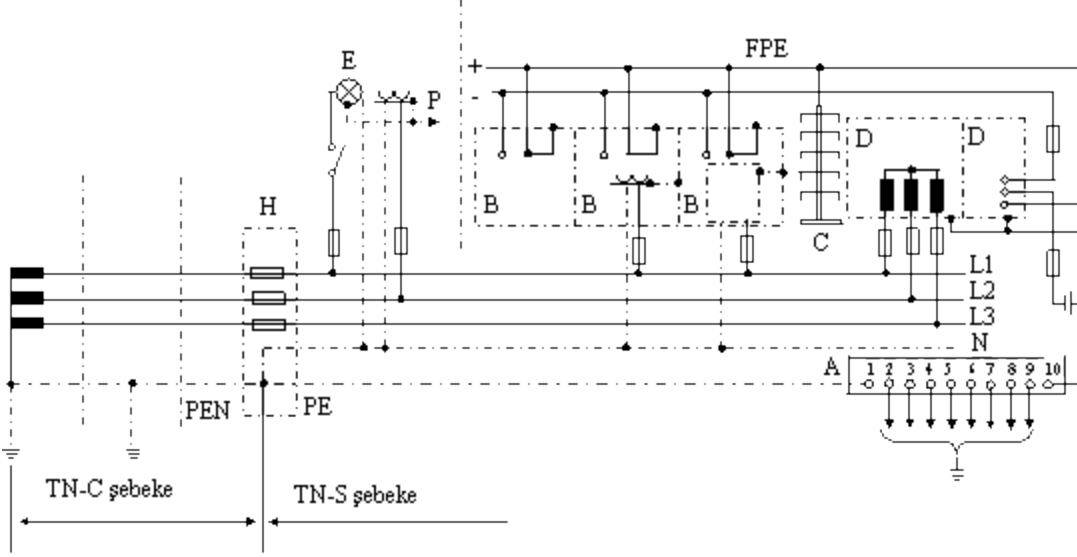 FPE
E
+
-
P
D
D
H
B
B
B
C
L1
L2
L3
N
A
1 2 3 4 5 6 7 8 9 10
PEN
PE
TN-C şebeke
TN-S şebeke